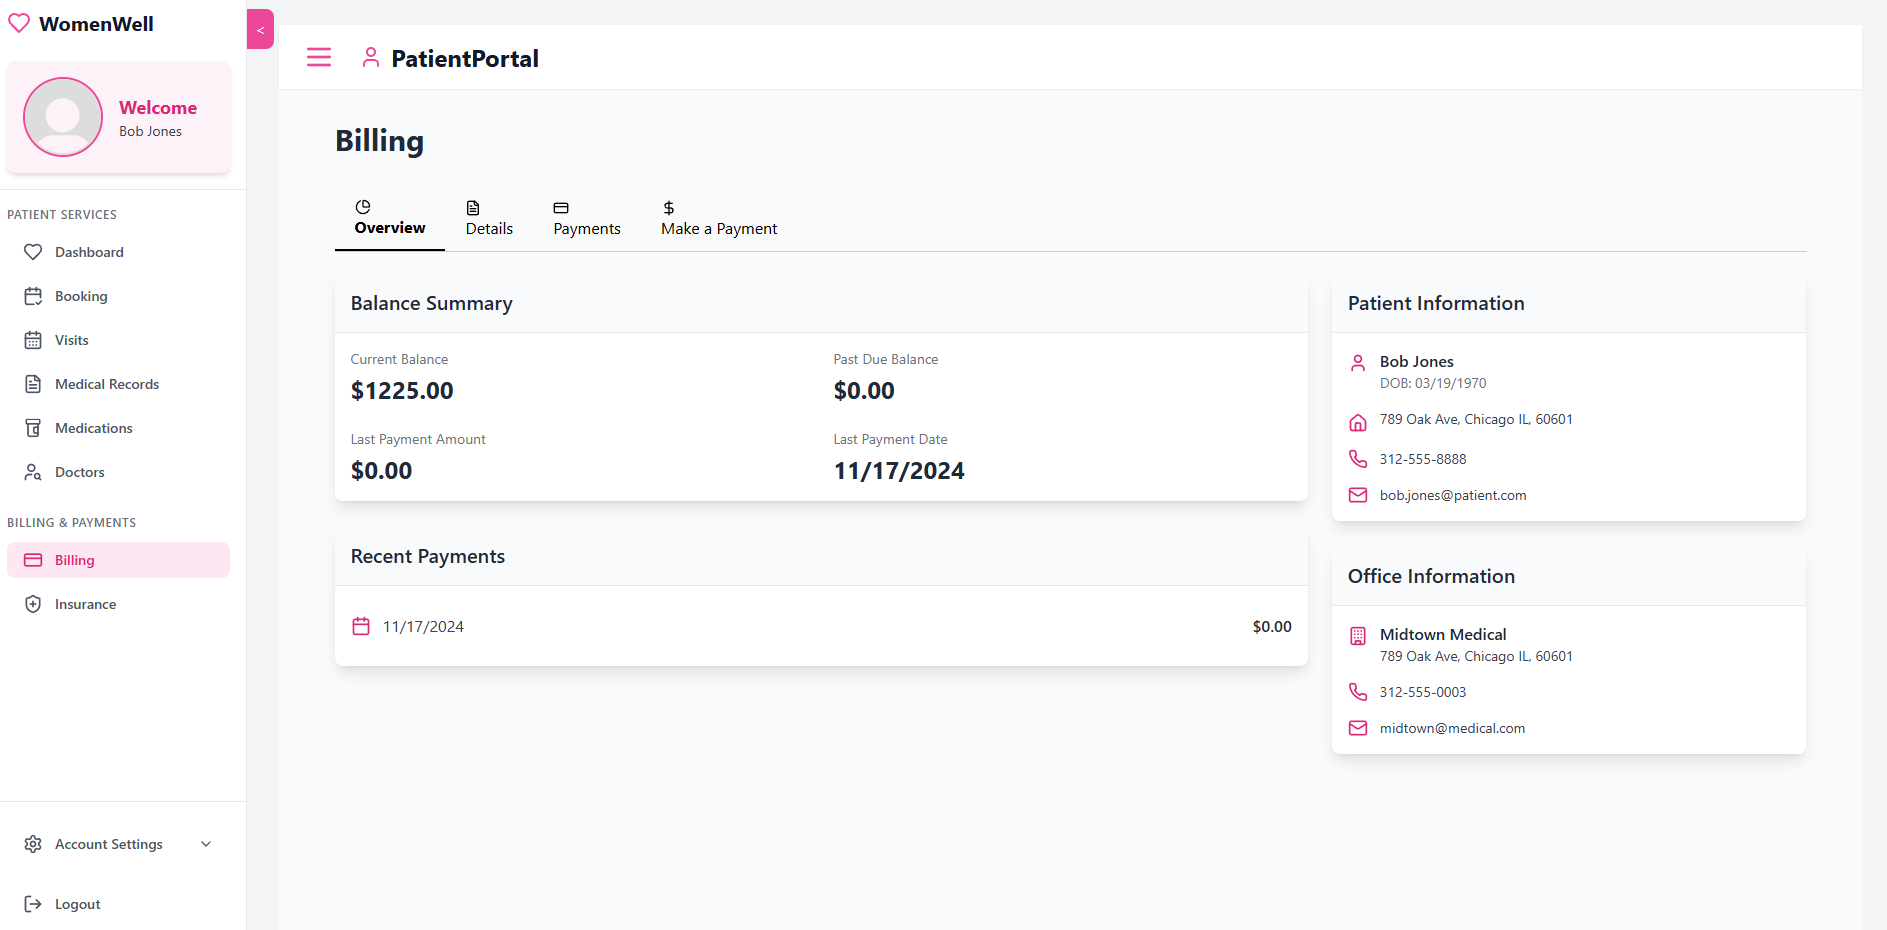 WomenWell
<
Welcome
Bob Jones
PATIENT SERVICES
Dashboard
Booking
Visits
Medical Records
Medications
Doctors
BILLING & PAYMENTS
Billing
Insurance
Account Settings
Logout
PatientPortal
Billing
Overview
Details
Payments
Make a Payment
Balance Summary
Current Balance
$1225.00
Past Due Balance
$0.00
Last Payment Amount
$0.00
Last Payment Date
11/17/2024
Recent Payments
11/17/2024 $0.00
Patient Information
Bob Jones
DOB: 03/19/1970
789 Oak Ave, Chicago IL, 60601
312-555-8888
bob.jones@patient.com
Office Information
Midtown Medical
789 Oak Ave, Chicago IL, 60601
312-555-0003
midtown@medical.com